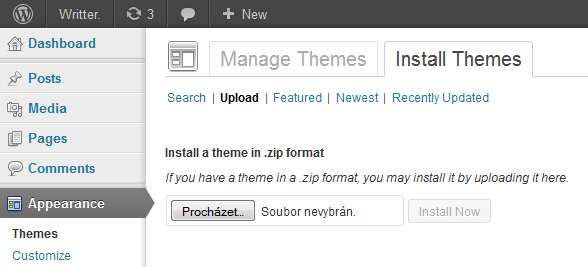 Writter. 3 + New
Dashboard
Posts
Media
Pages
Comments
Appearance
Themes
Customize
Manage Themes Install Themes
Search | Upload | Featured | Newest | Recently Updated
Install a theme in .zip format
If you have a theme in a .zip format, you may install it by uploading it here.
Procházet... Soubor nevybrán. Install Now